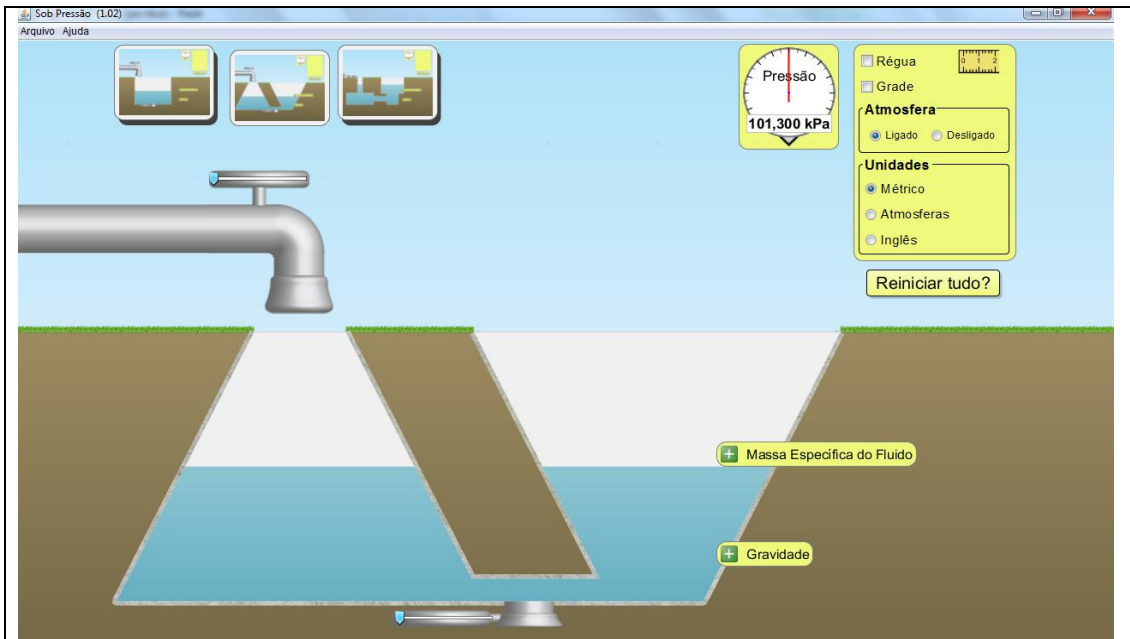 Sob Pressão (1.02)
Arquivo Ajuda
Pressão
101,300 kPa
Régua
0 1 2
Grade
Atmosfera
Ligado Desligado
Unidades
Métrico
Atmosferas
Inglês
Reiniciar tudo?
Massa Específica do Fluido
Gravidade